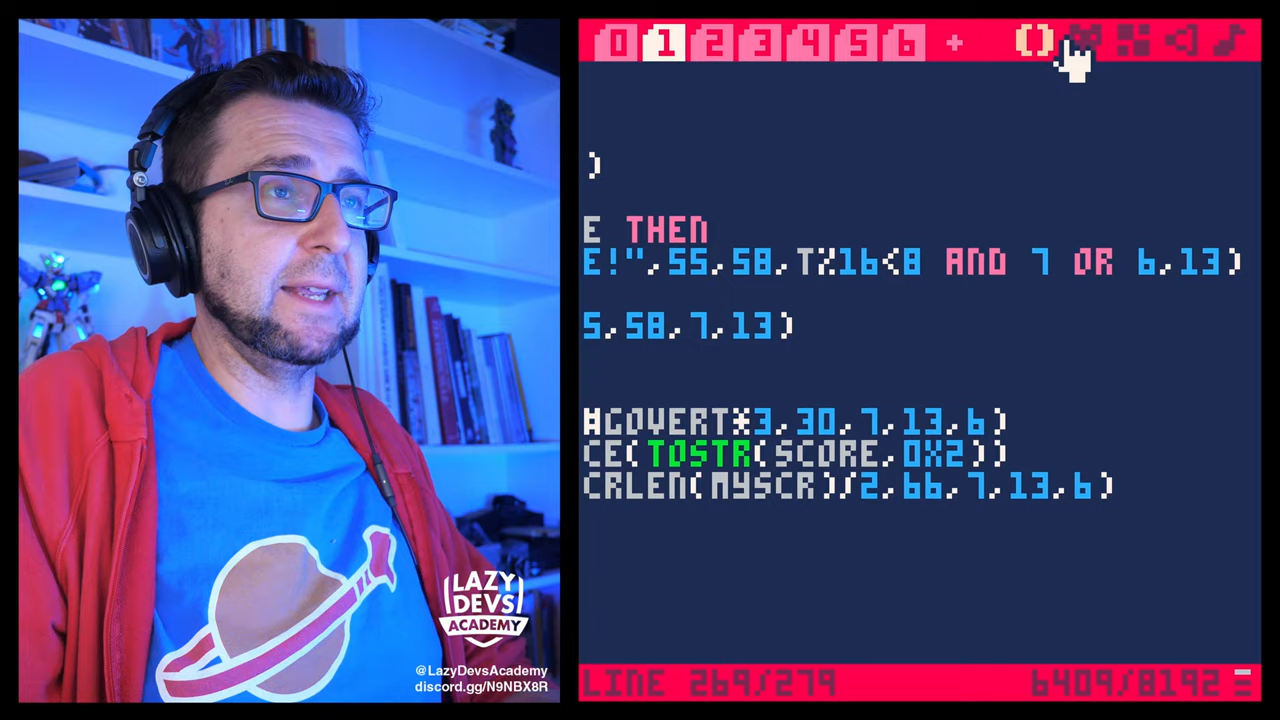 0 1 2 3 4 5 6 + ()
)
E THEN
E!",55,58,T%16<8 AND 7 OR 6,13)
5,58,7,13)
#GOVERT*3,30,7,13,6)
CE(TOSTR(SCORE,0X2))
CRLEN(MYSCR)/2,66,7,13,6)
LINE 269/279 6409/8192
LAZY
DEVS
ACADEMY
@LazyDevsAcademy
discord.gg/N9NBX8R